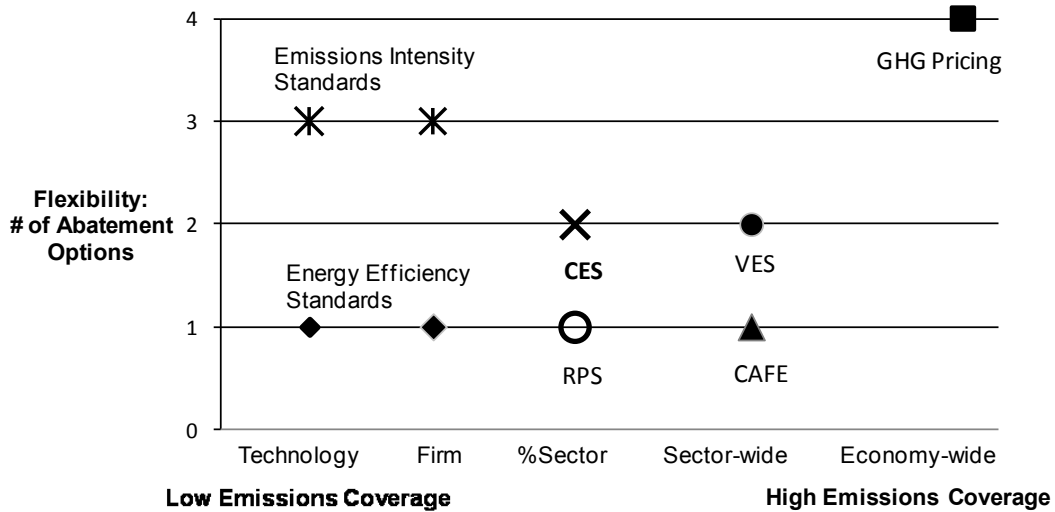 4
Emissions Intensity
Standards
GHG Pricing
3
Flexibility:
# of Abatement
Options
2
Energy Efficiency
Standards
CES
VES
1
RPS
CAFE
0
Technology
Firm
%Sector
Sector-wide
Economy-wide
Low Emissions Coverage
High Emissions Coverage